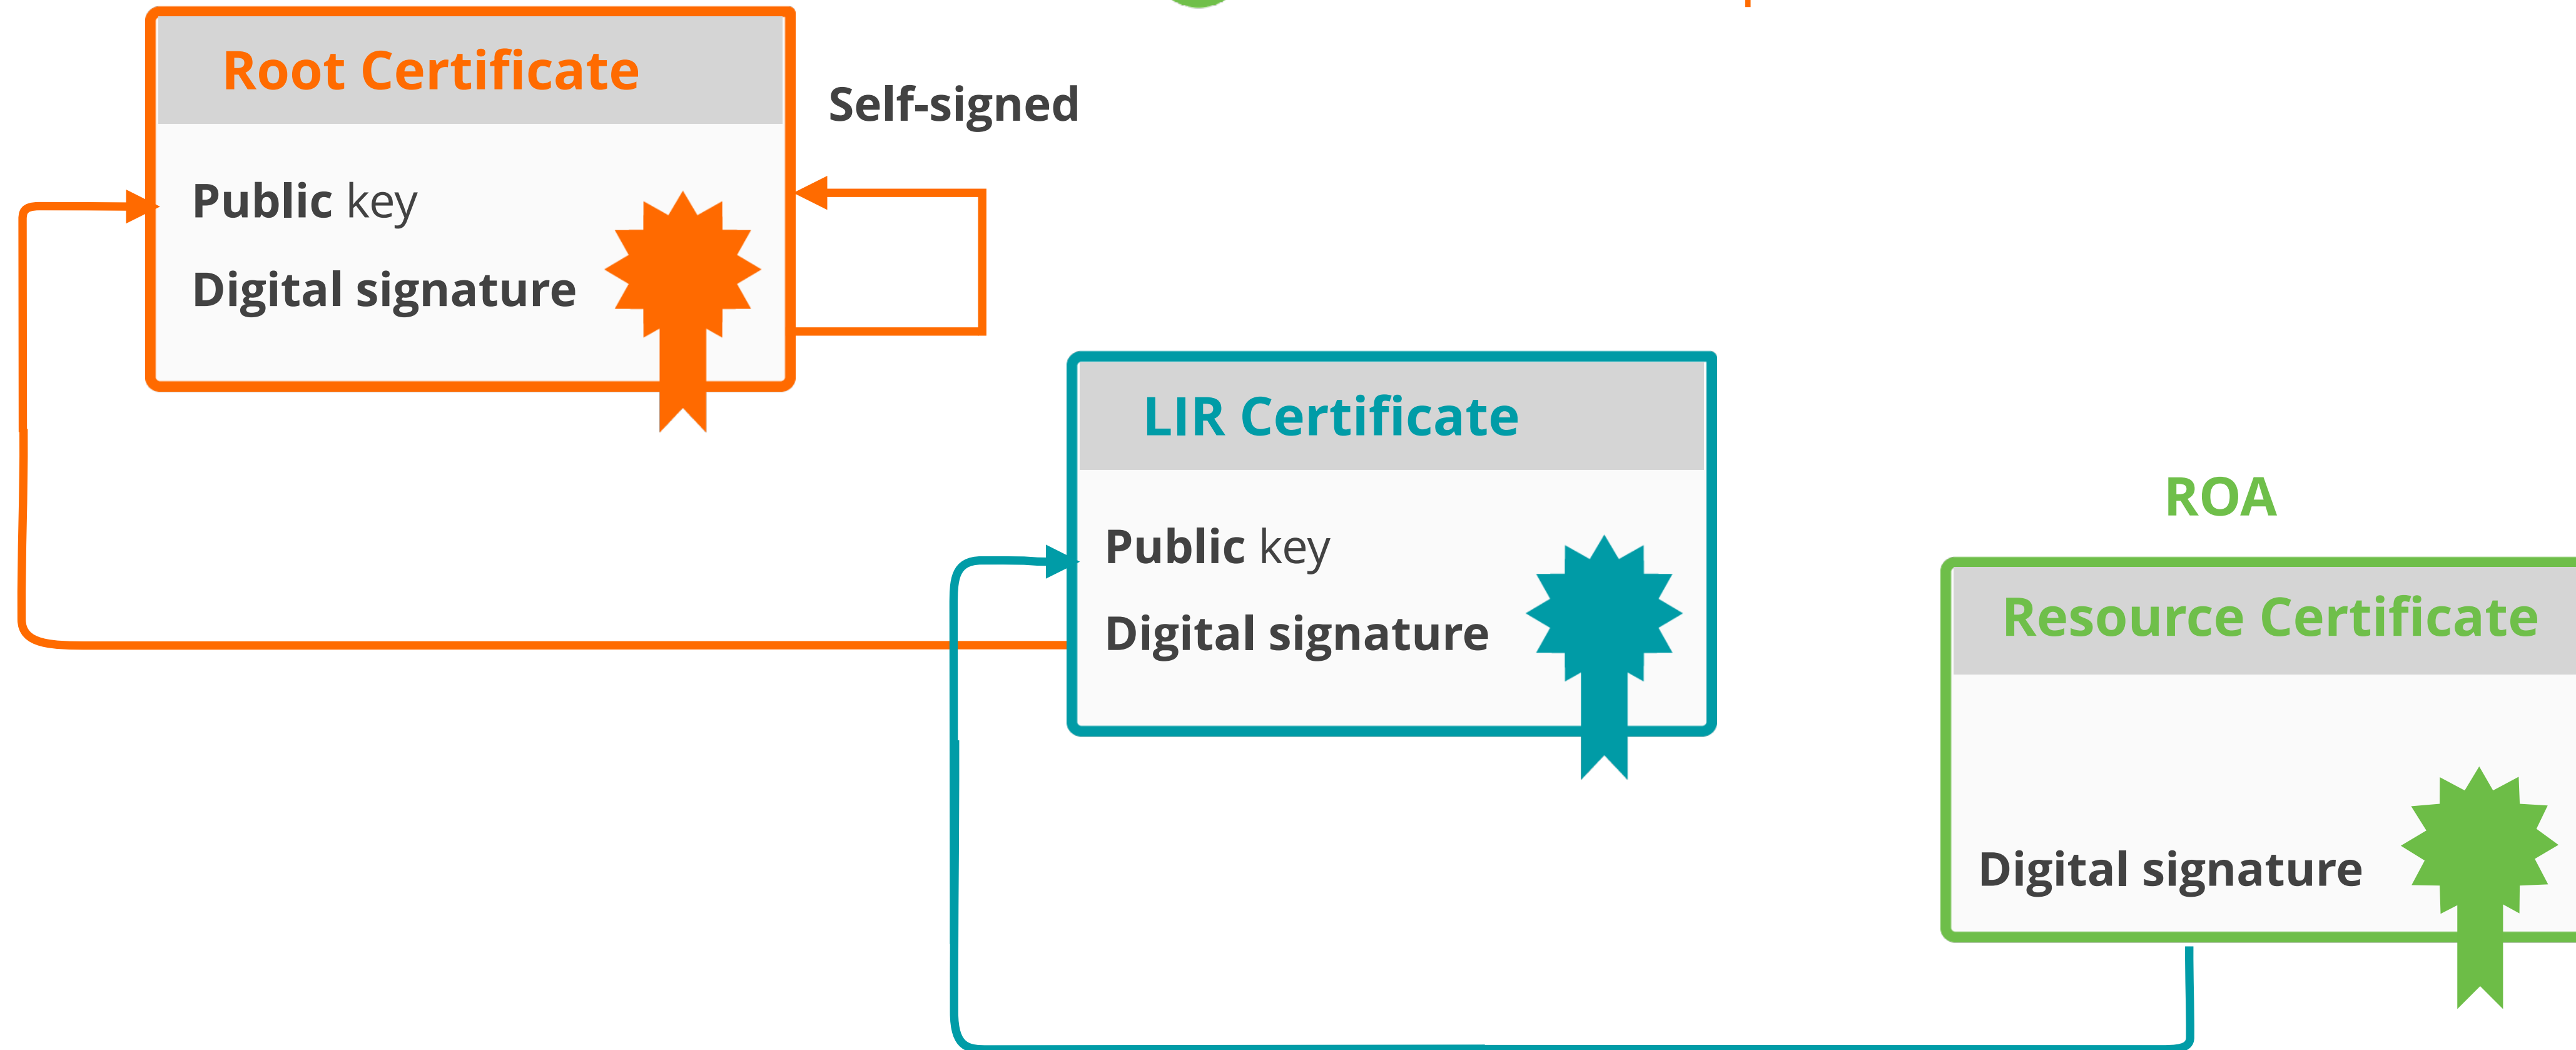 Root Certificate
Self-signed
Public key
Digital signature
LIR Certificate
Public key
Digital signature
ROA
Resource Certificate
Digital signature